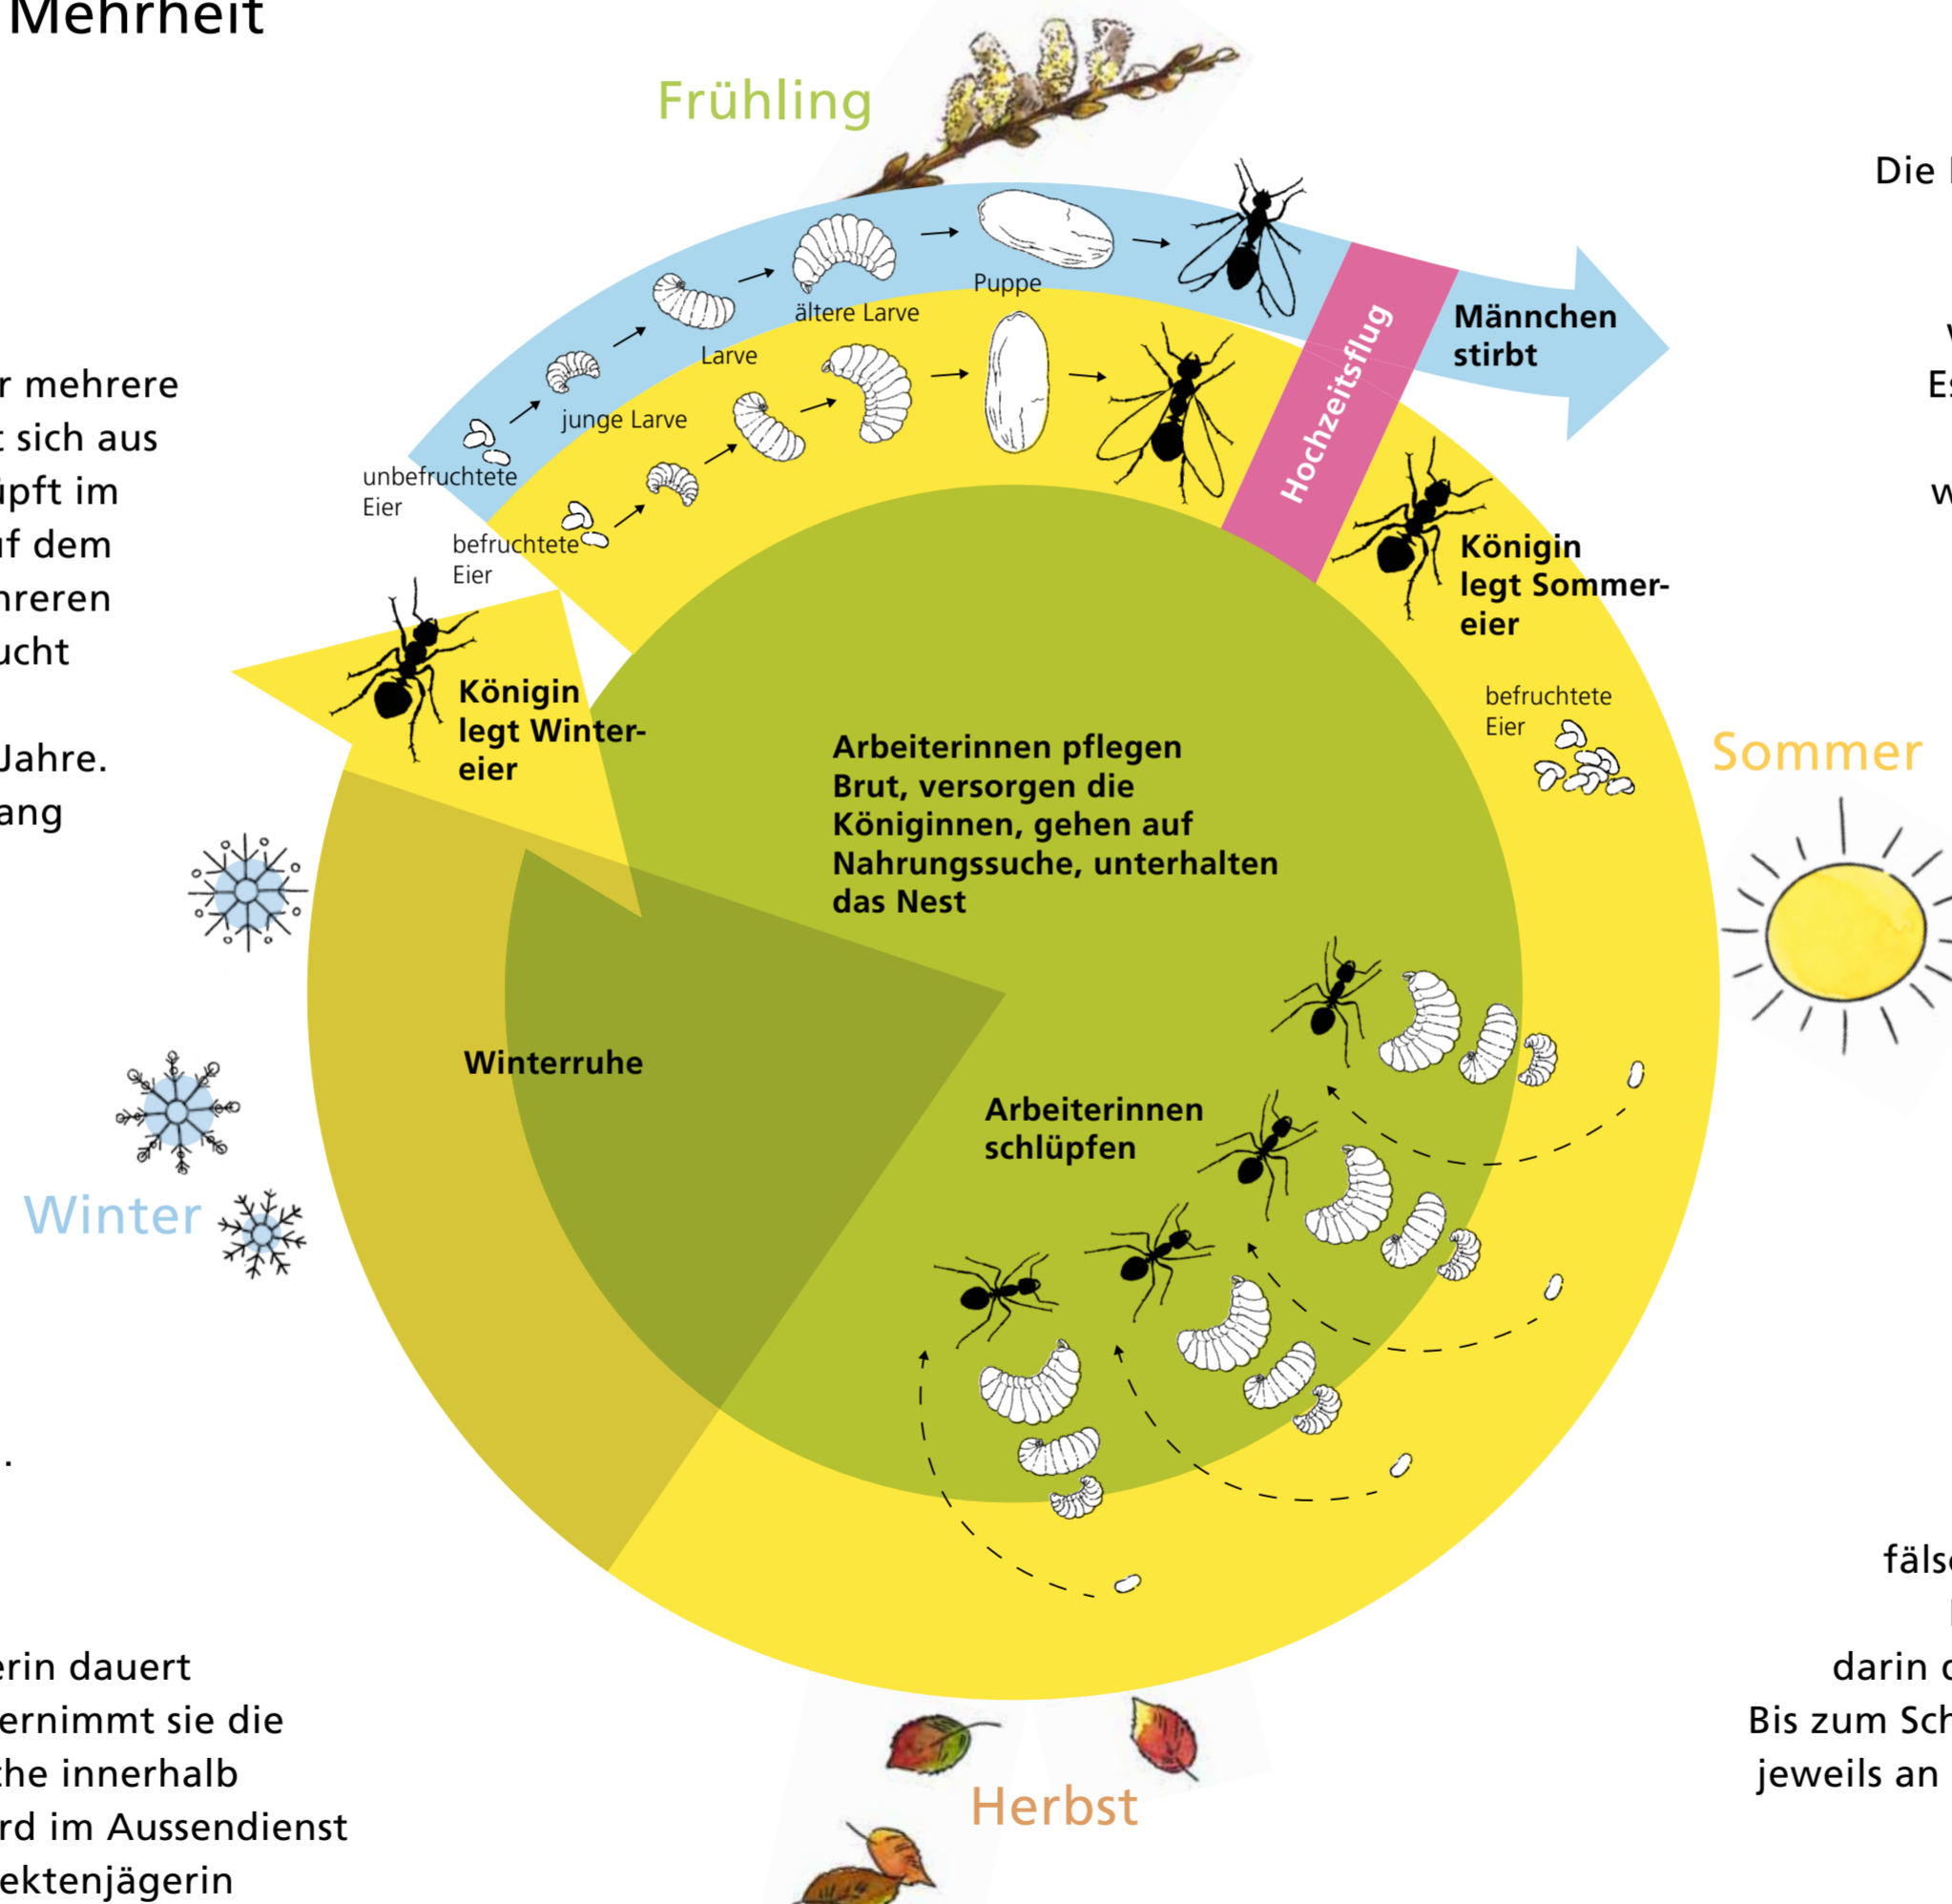 Mehrheit
Frühling
Die
r mehrere
t sich aus
üpft im
uf dem
hreren
ucht
Jahre.
ang
Puppe
ältere Larve
Larve
junge Larve
unbefruchtete
Eier
befruchtete
Eier
Hochzeitsflug
Männchen
stirbt
Königin
legt Sommer-
eier
befruchtete
Eier
Sommer
Königin
legt Winter-
eier
Arbeiterinnen pflegen
Brut, versorgen die
Königinnen, gehen auf
Nahrungssuche, unterhalten
das Nest
Winterruhe
Arbeiterinnen
schlüpfen
Winter
.
Herbst
erin dauert
ernimmt sie die
che innerhalb
rd im Aussendienst
ektenjägerin
E
w
fäls
darin
Bis zum Sch
jeweils an